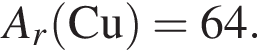 A_r(Cu) = 64.